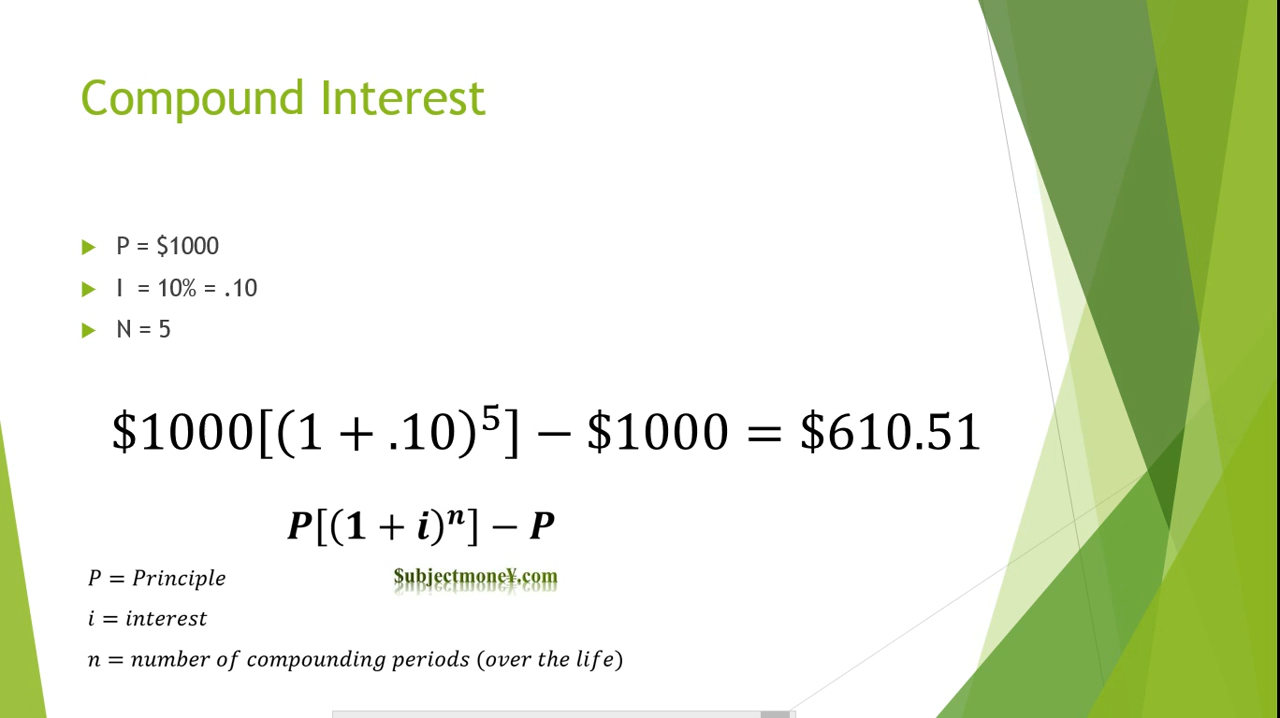 Compound Interest
P = $1000
I = 10% = .10
N = 5
$1000[(1 + .10)⁵] − $1000 = $610.51
P[(1 + i)ⁿ] − P
P = Principle
$ubjectmone¥.com
i = interest
n = number of compounding periods (over the life)